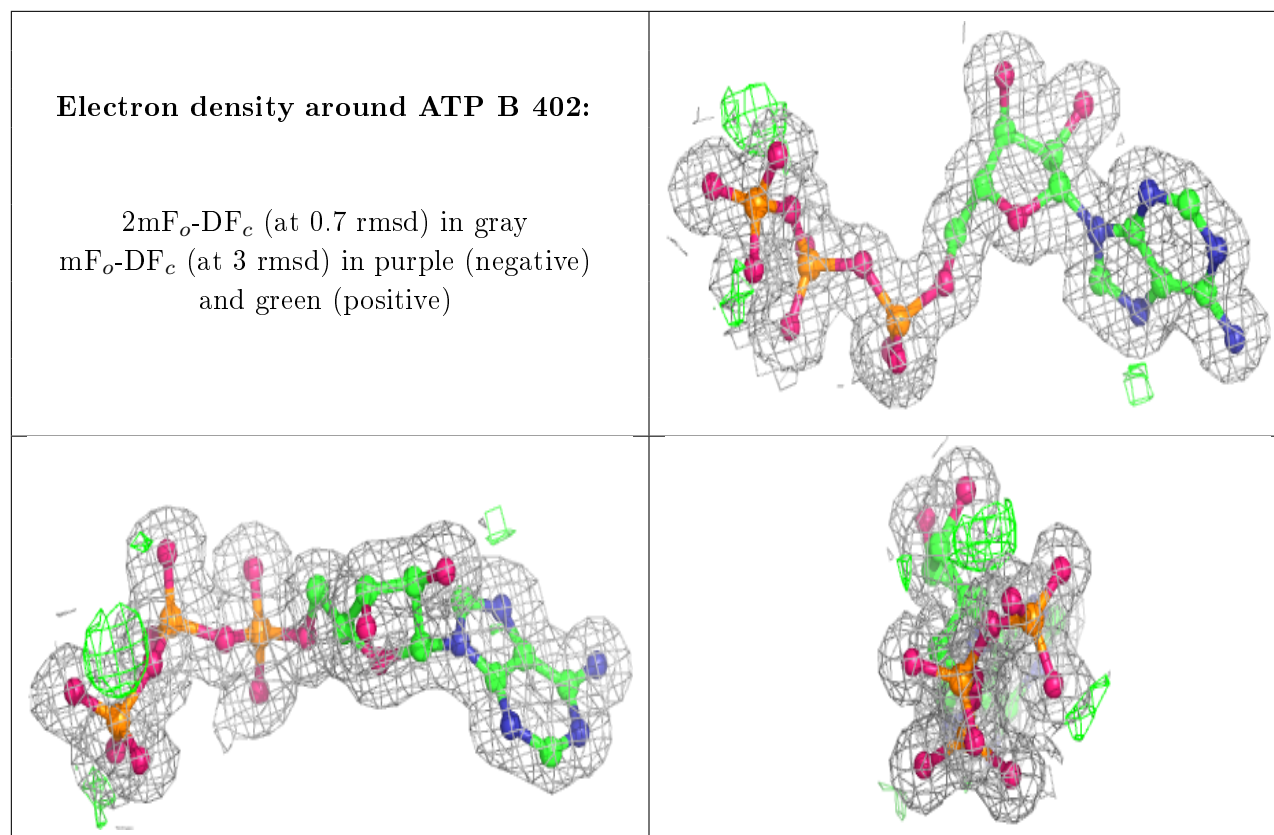 Electron density around ATP B 402:
2mFₒ-DF𝒸 (at 0.7 rmsd) in gray
mFₒ-DF𝒸 (at 3 rmsd) in purple (negative)
and green (positive)